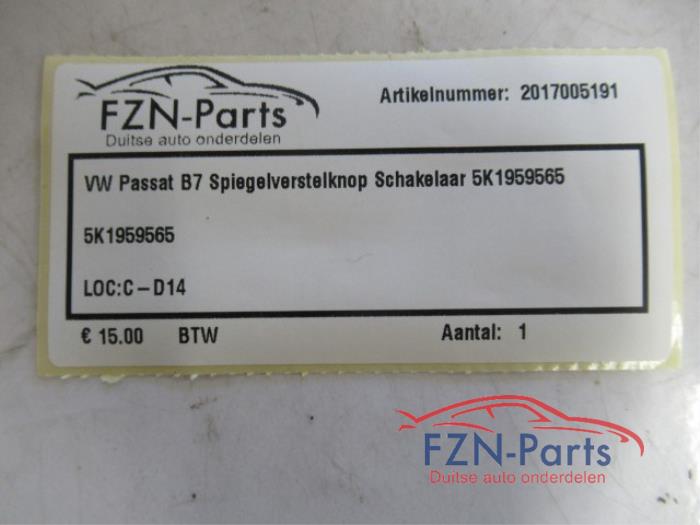 FZN-Parts
Duitse auto onderdelen
Artikelnummer: 2017005191
VW Passat B7 Spiegelverstelknop Schakelaar 5K1959565
5K1959565
LOC:C-D14
€ 15.00 BTW Aantal: 1
FZN-Parts
Duitse auto onderdelen